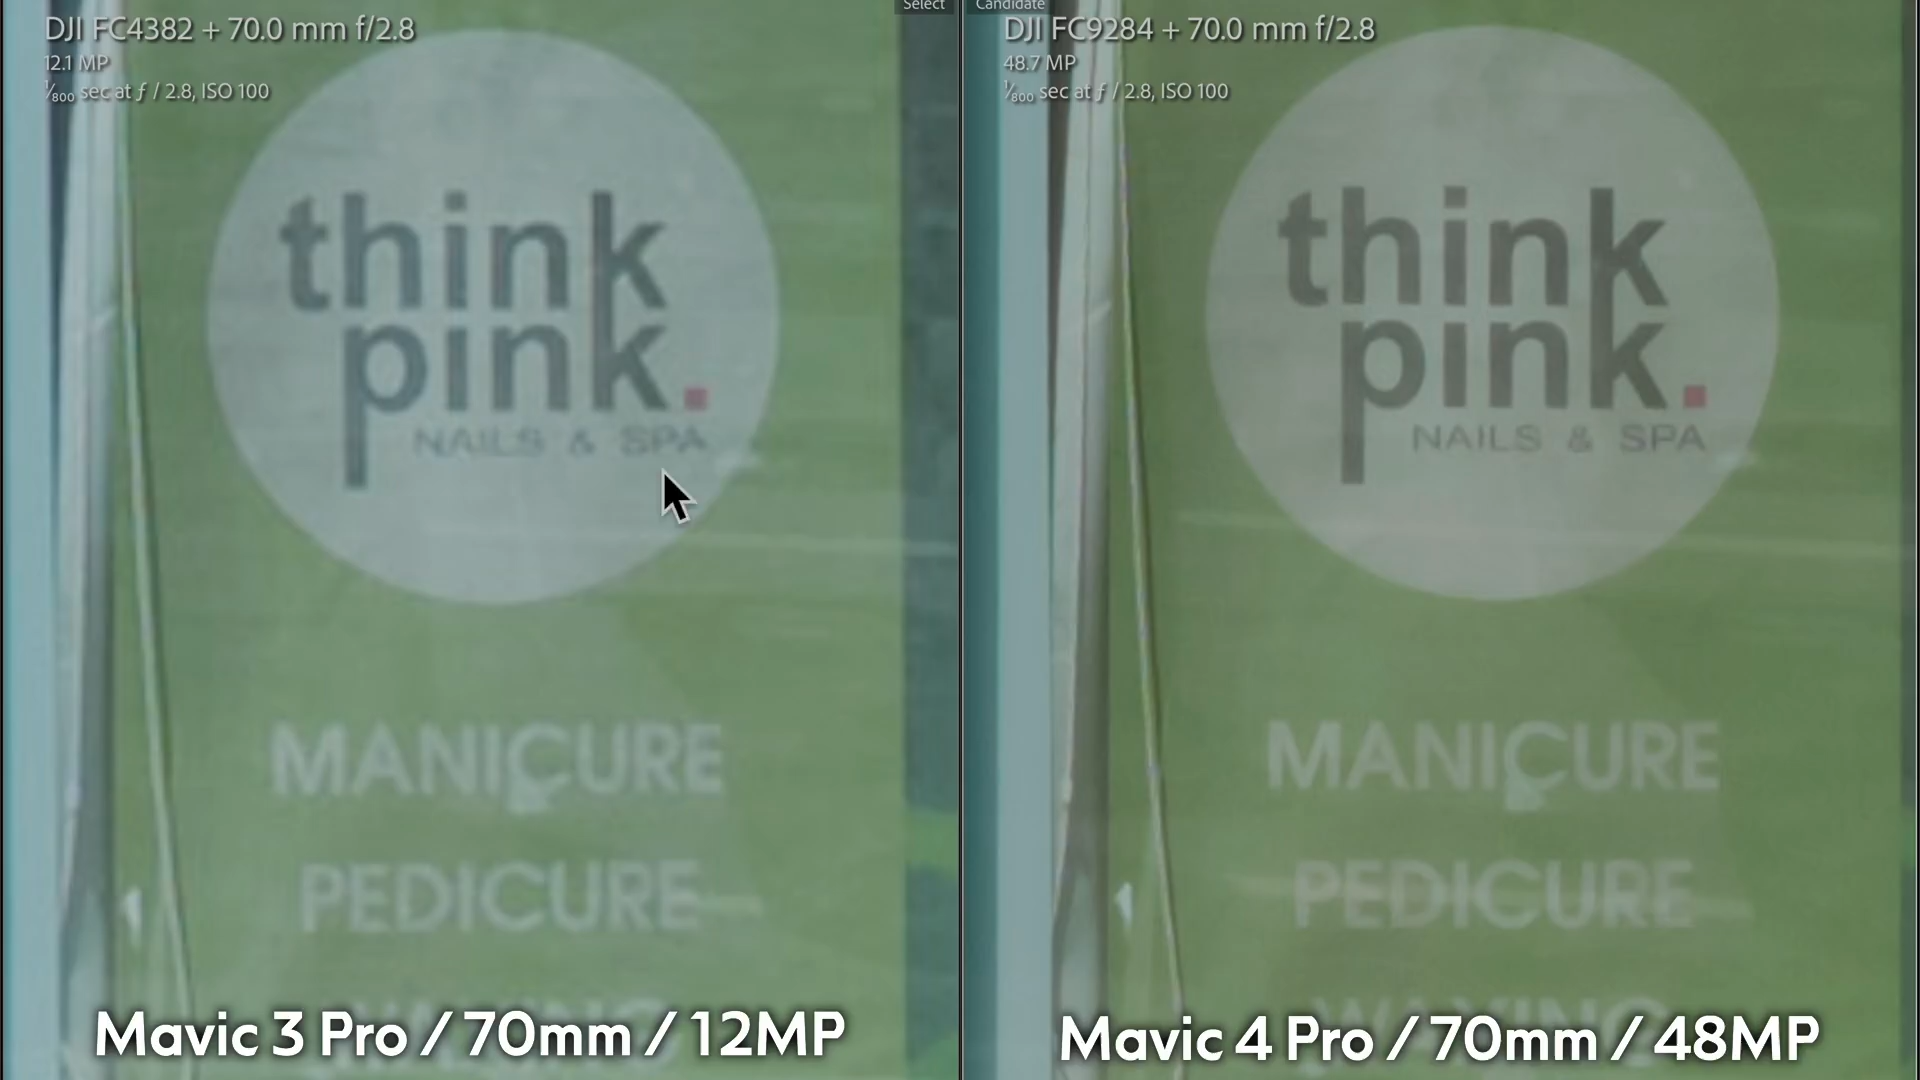 Select
Candidate
DJI FC4382 + 70.0 mm f/2.8
12.1 MP
1/800 sec at ƒ / 2.8, ISO 100
think
pink.
NAILS & SPA
MANICURE
PEDICURE
WAXING
Mavic 3 Pro / 70mm / 12MP
DJI FC9284 + 70.0 mm f/2.8
48.7 MP
1/800 sec at ƒ / 2.8, ISO 100
think
pink.
NAILS & SPA
MANICURE
PEDICURE
WAXING
Mavic 4 Pro / 70mm / 48MP